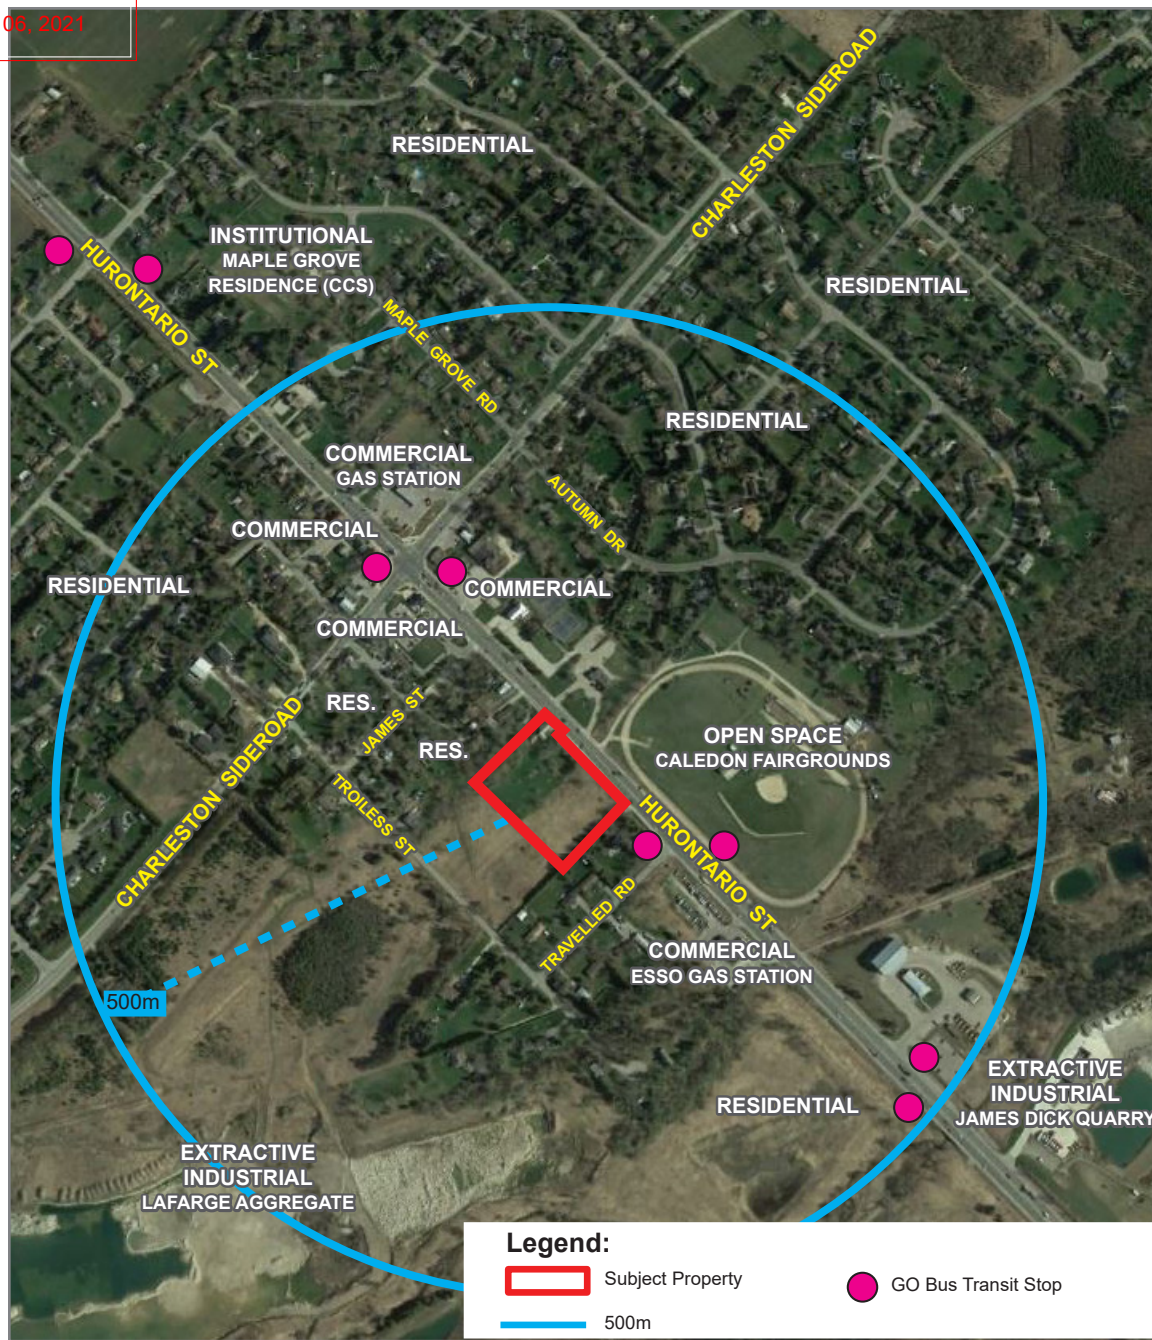 06, 2021
CHARLESTON SIDEROAD
RESIDENTIAL
INSTITUTIONAL
MAPLE GROVE
RESIDENCE (CCS)
HURONTARIO ST
RESIDENTIAL
MAPLE GROVE RD
RESIDENTIAL
COMMERCIAL
GAS STATION
AUTUMN DR
COMMERCIAL
RESIDENTIAL
COMMERCIAL
COMMERCIAL
RES.
JAMES ST
RES.
CHARLESTON SIDEROAD
TROILESS ST
OPEN SPACE
CALEDON FAIRGROUNDS
HURONTARIO ST
TRAVELLED RD
COMMERCIAL
ESSO GAS STATION
500m
EXTRACTIVE
INDUSTRIAL
JAMES DICK QUARRY
RESIDENTIAL
EXTRACTIVE
INDUSTRIAL
LAFARGE AGGREGATE
Legend:
Subject Property
GO Bus Transit Stop
500m